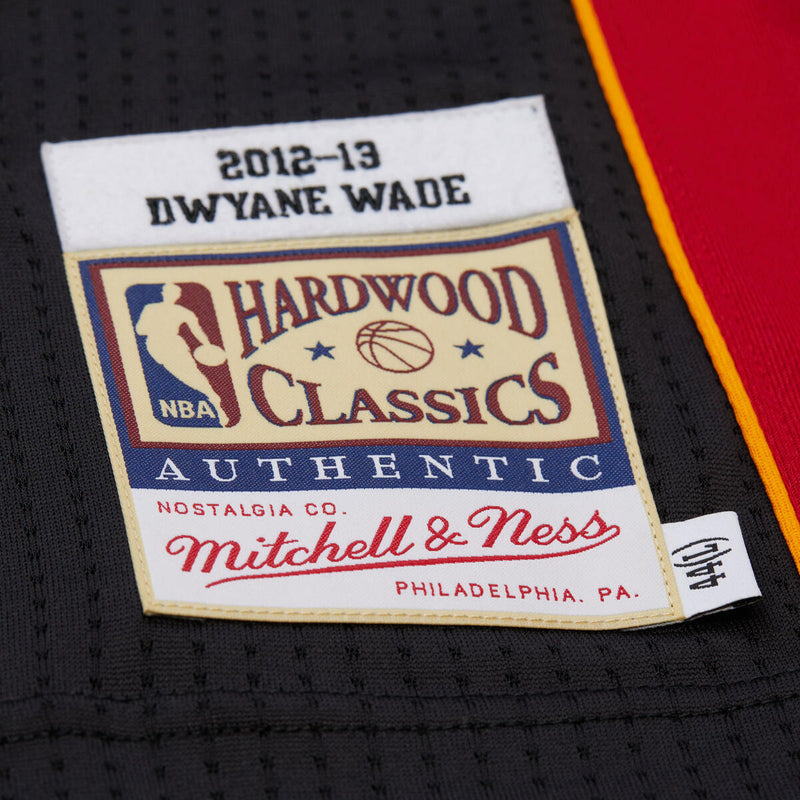 2012-13
DWYANE WADE
HARDWOOD
CLASSICS
NBA
AUTHENTIC
NOSTALGIA CO.
Mitchell & Ness
PHILADELPHIA, PA.
44(L)